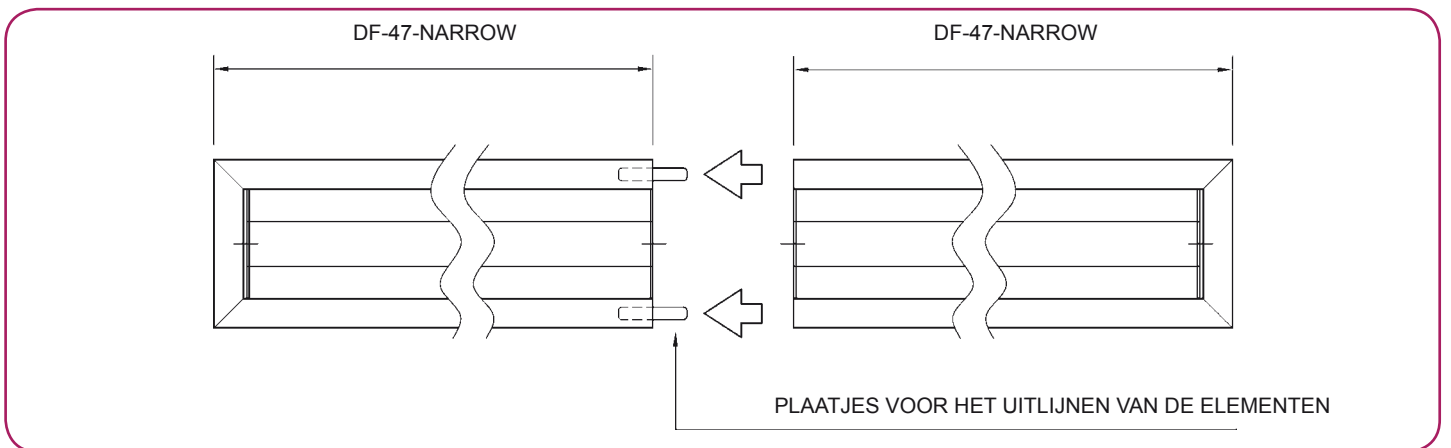 DF-47-NARROW
DF-47-NARROW
PLAATJES VOOR HET UITLIJNEN VAN DE ELEMENTEN